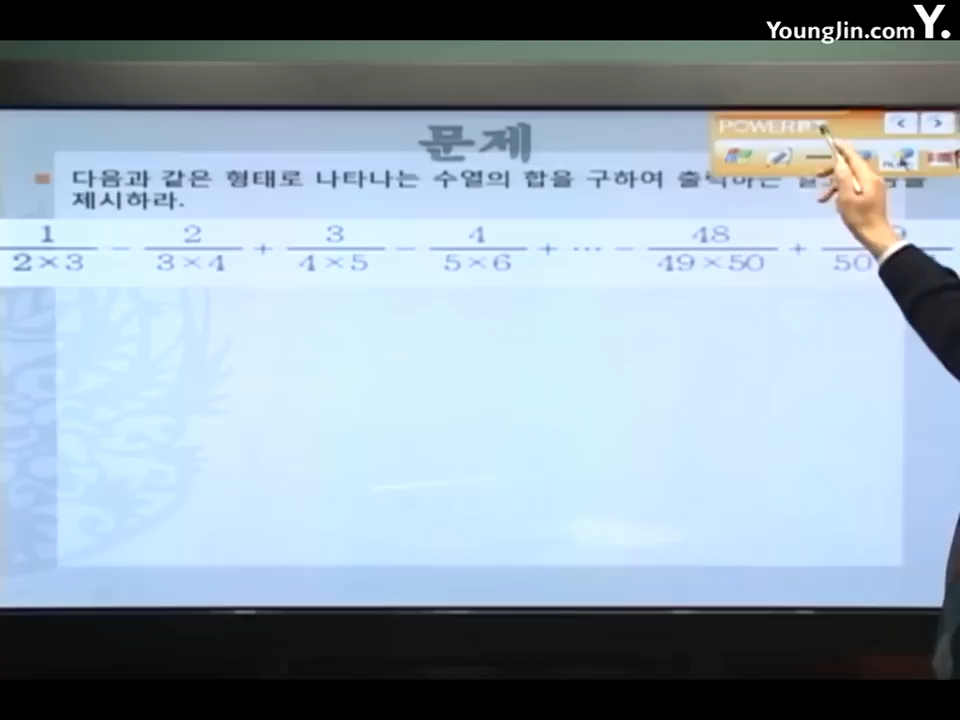 YoungJin.com Y.
POWER
문제
다음과 같은 형태로 나타나는 수열의 합을 구하여
제시하라.
1/(2×3) − 2/(3×4) + 3/(4×5) − 4/(5×6) + ··· − 48/(49×50) +